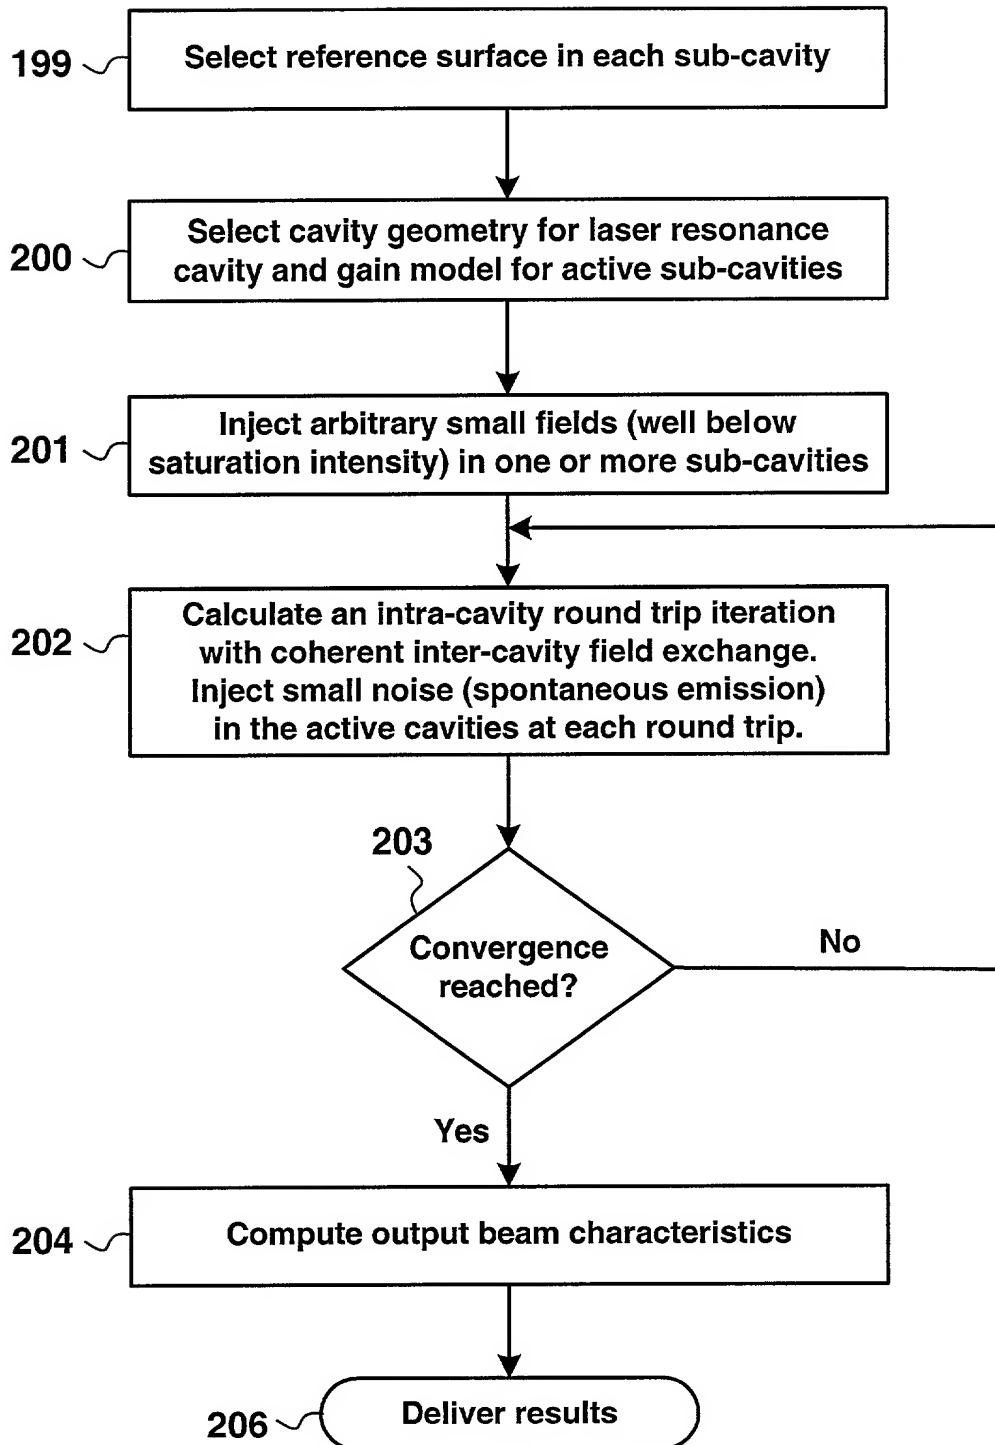 199
Select reference surface in each sub-cavity
200
Select cavity geometry for laser resonance
cavity and gain model for active sub-cavities
201
Inject arbitrary small fields (well below
saturation intensity) in one or more sub-cavities
202
Calculate an intra-cavity round trip iteration
with coherent inter-cavity field exchange.
Inject small noise (spontaneous emission)
in the active cavities at each round trip.
203
Convergence
reached?
No
Yes
204
Compute output beam characteristics
206
Deliver results